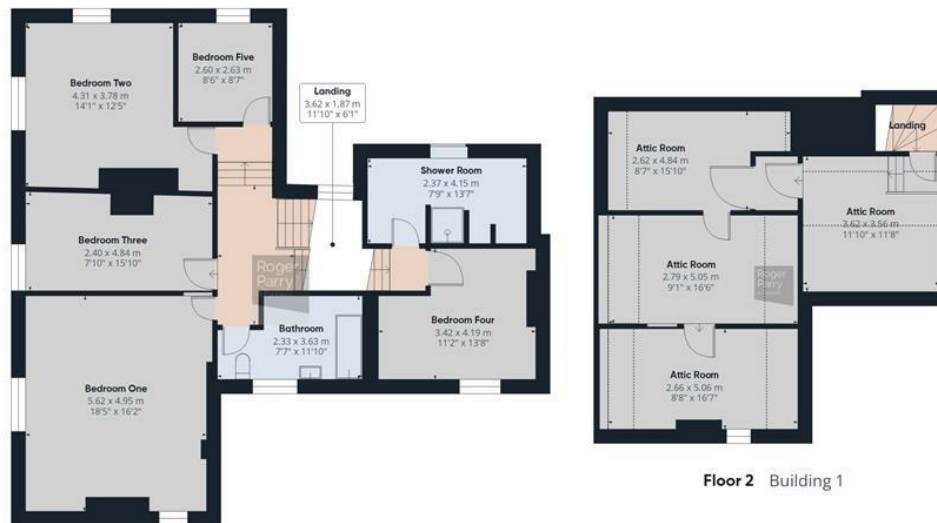 Bedroom Two
4.31 x 3.78 m
14'1" x 12'5"
Bedroom Five
2.60 x 2.63 m
8'6" x 8'7"
Landing
3.62 x 1.87 m
11'10" x 6'1"
Shower Room
2.37 x 4.15 m
7'9" x 13'7"
Bedroom Three
2.40 x 4.84 m
7'10" x 15'10"
Roger
Parry
Bedroom Four
3.42 x 4.19 m
11'2" x 13'8"
Bathroom
2.33 x 3.63 m
7'7" x 11'10"
Bedroom One
5.62 x 4.95 m
18'5" x 16'2"
Landing
Attic Room
2.62 x 4.84 m
8'7" x 15'10"
Attic Room
3.62 x 3.56 m
11'10" x 11'8"
Attic Room
2.79 x 5.05 m
9'1" x 16'6"
Roger
Parry
Attic Room
2.66 x 5.06 m
8'8" x 16'7"
Floor 2 Building 1